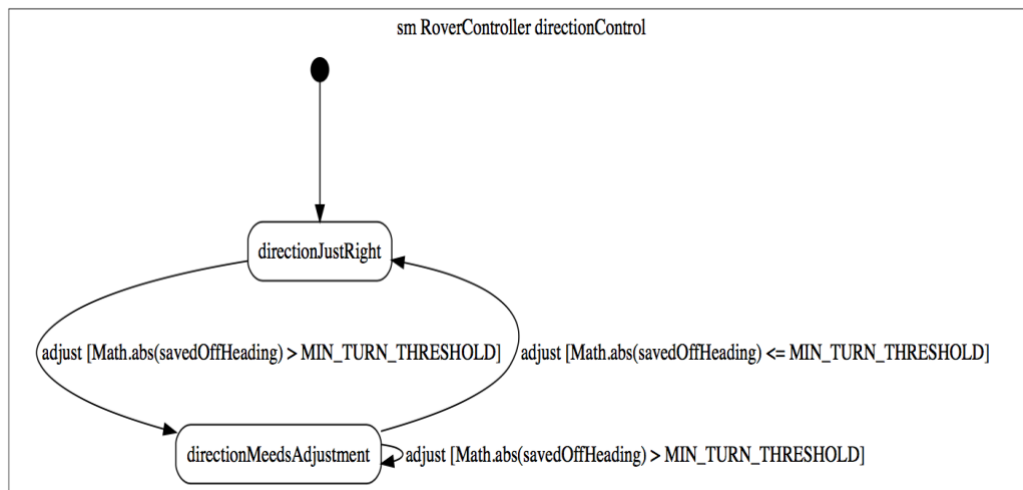 sm RoverController directionControl
directionJustRight
adjust [Math.abs(savedOffHeading) > MIN_TURN_THRESHOLD]
adjust [Math.abs(savedOffHeading) <= MIN_TURN_THRESHOLD]
directionMeedsAdjustment
adjust [Math.abs(savedOffHeading) > MIN_TURN_THRESHOLD]